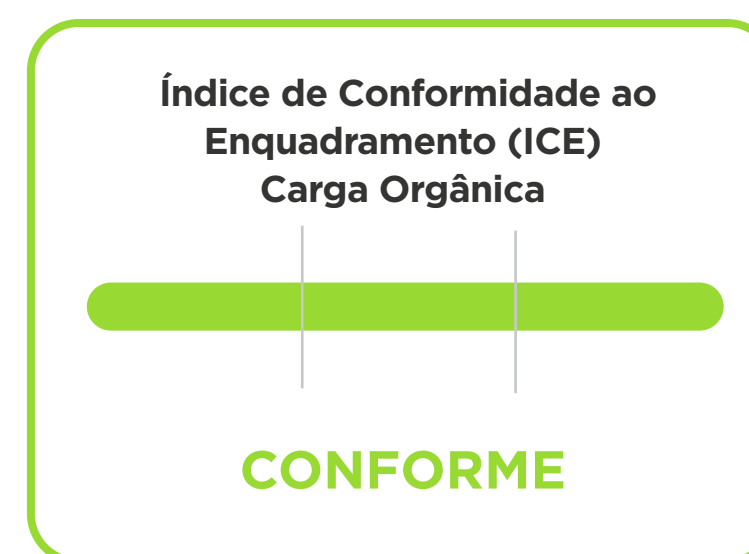 Índice de Conformidade ao
Enquadramento (ICE)
Carga Orgânica
CONFORME